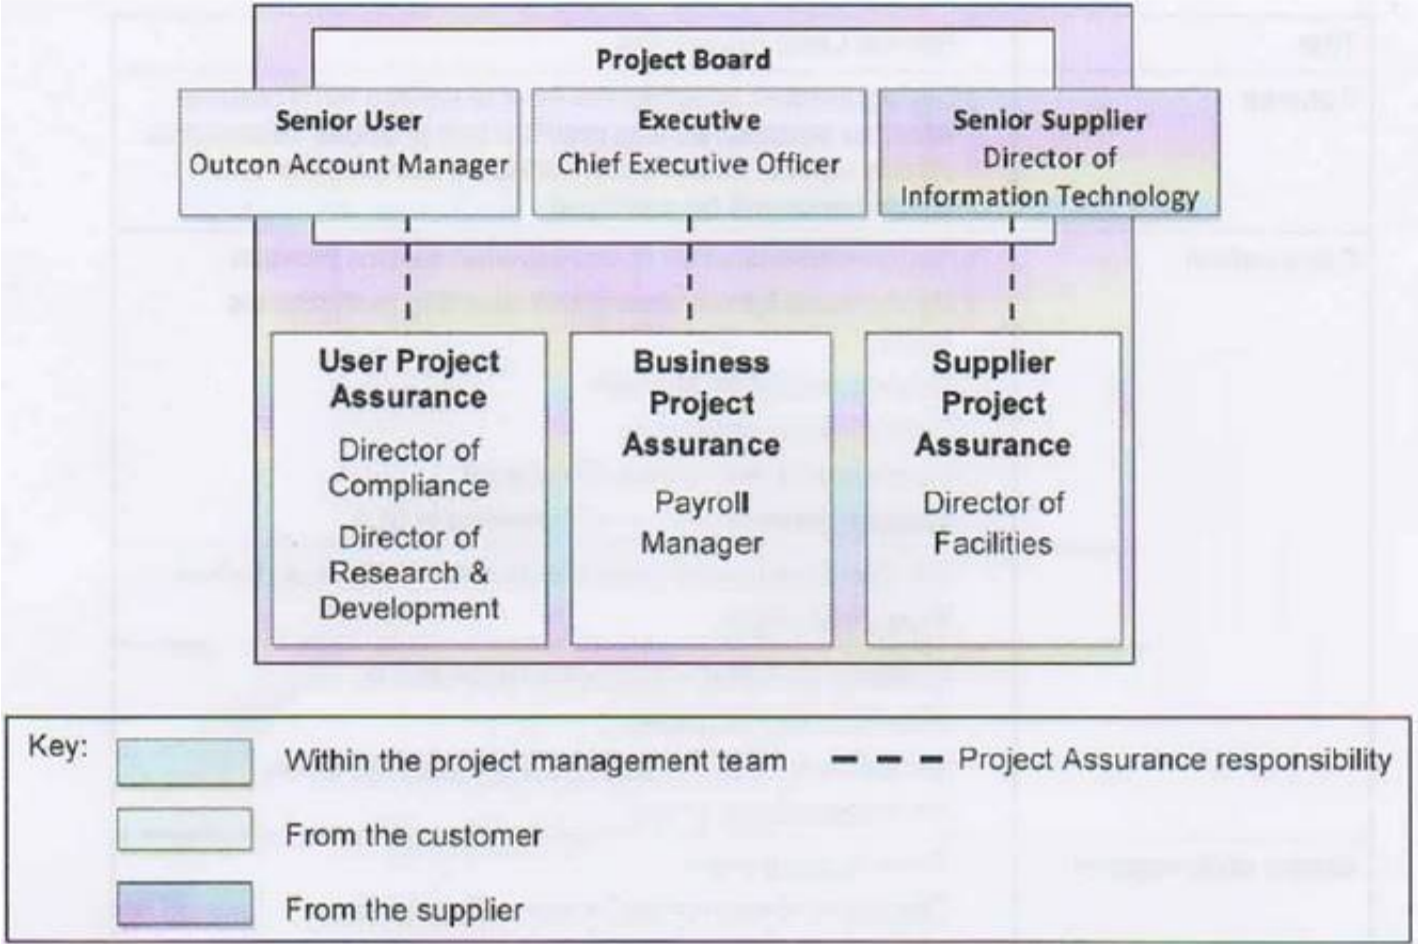 Project Board
Senior User
Outcon Account Manager
Executive
Chief Executive Officer
Senior Supplier
Director of
Information Technology
User Project
Assurance
Director of
Compliance
Director of
Research &
Development
Business
Project
Assurance
Payroll
Manager
Supplier
Project
Assurance
Director of
Facilities
Key:
Within the project management team
Project Assurance responsibility
From the customer
From the supplier